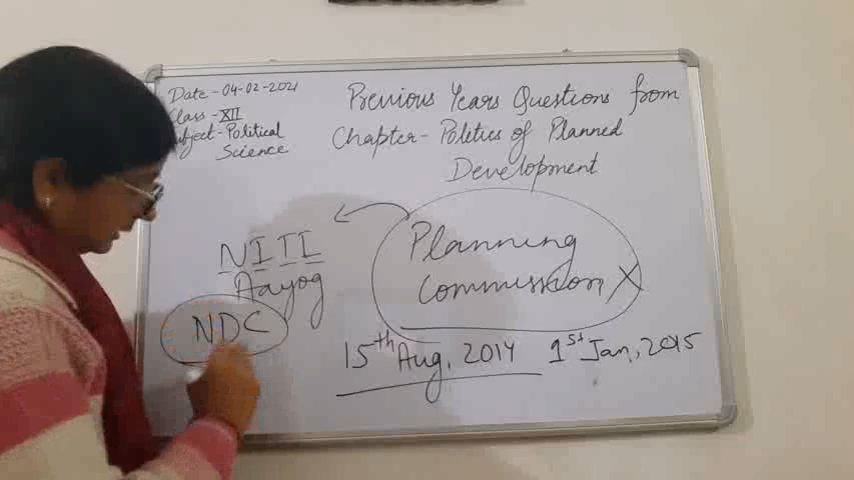 Date-04-02-2021
Class-XII
Subject-Political
Science
Previous Years Questions from
Chapter-Politics of Planned
Development
NITI
Aayog
NDC
Planning
Commission X
15th Aug, 2014 1st Jan, 2015